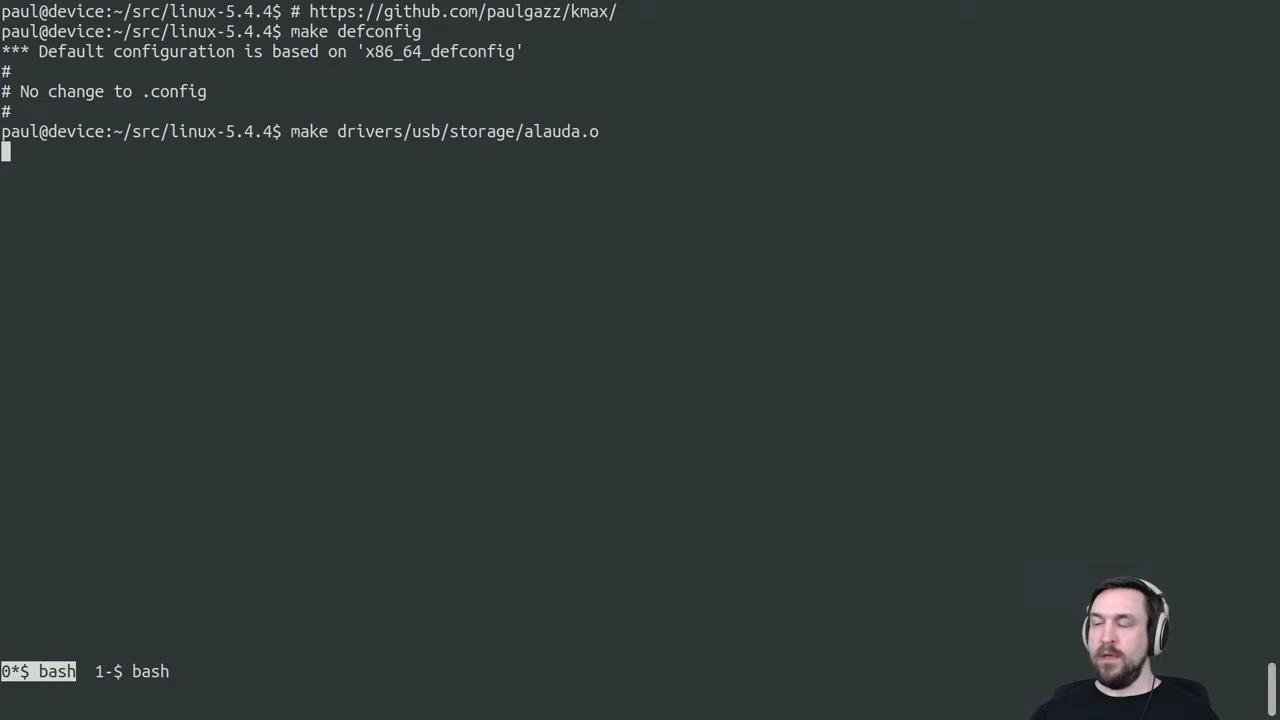 paul@device:~/src/linux-5.4.4$ # https://github.com/paulgazz/kmax/
paul@device:~/src/linux-5.4.4$ make defconfig
*** Default configuration is based on 'x86_64_defconfig'
#
# No change to .config
#
paul@device:~/src/linux-5.4.4$ make drivers/usb/storage/alauda.o
0*$ bash  1-$ bash